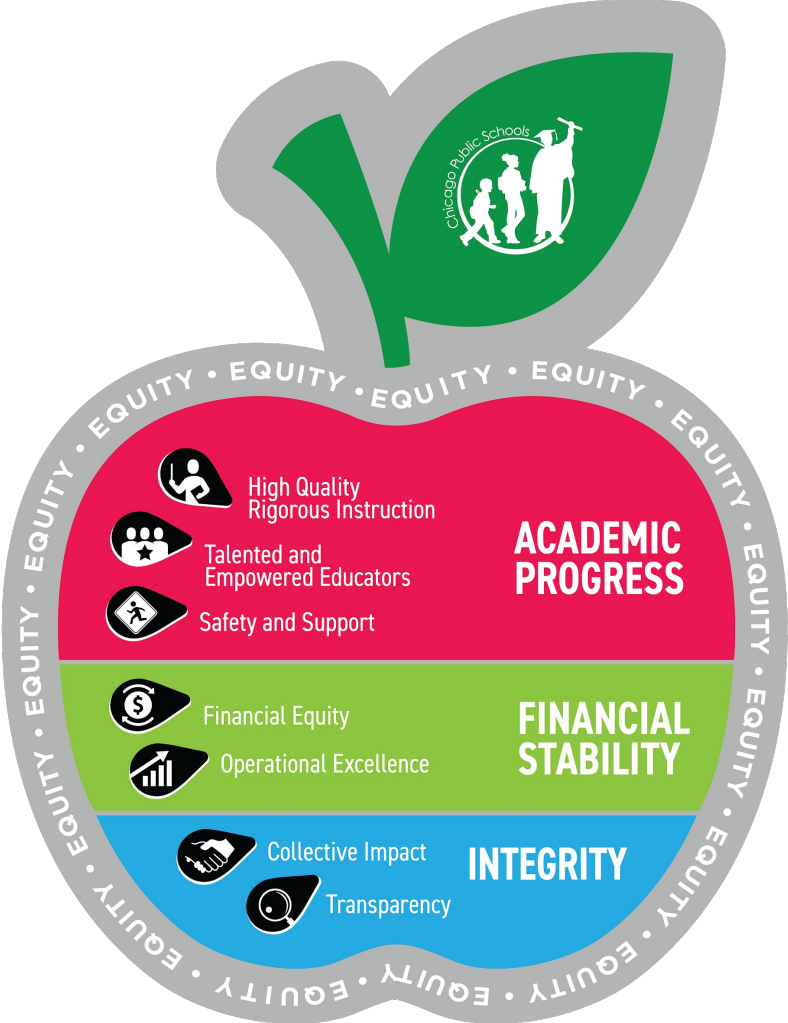 Chicago Public Schools
EQUITY • EQUITY • EQUITY • EQUITY • EQUITY • EQUITY • EQUITY • EQUITY • EQUITY • EQUITY • EQUITY • EQUITY • EQUITY • EQUITY • EQUITY •
High Quality
Rigorous Instruction
Talented and
Empowered Educators
Safety and Support
ACADEMIC
PROGRESS
$
Financial Equity
Operational Excellence
FINANCIAL
STABILITY
Collective Impact
Transparency
INTEGRITY